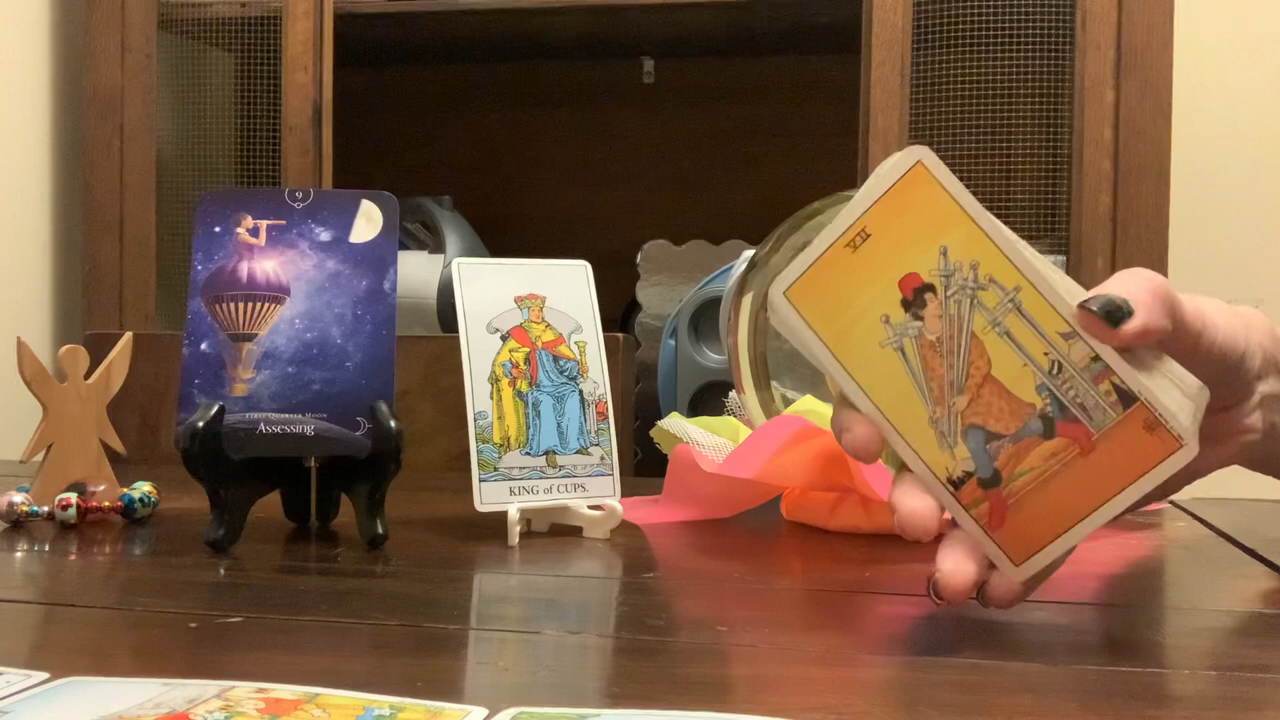 9
FIRST QUARTER MOON
Assessing
KING of CUPS.
VII